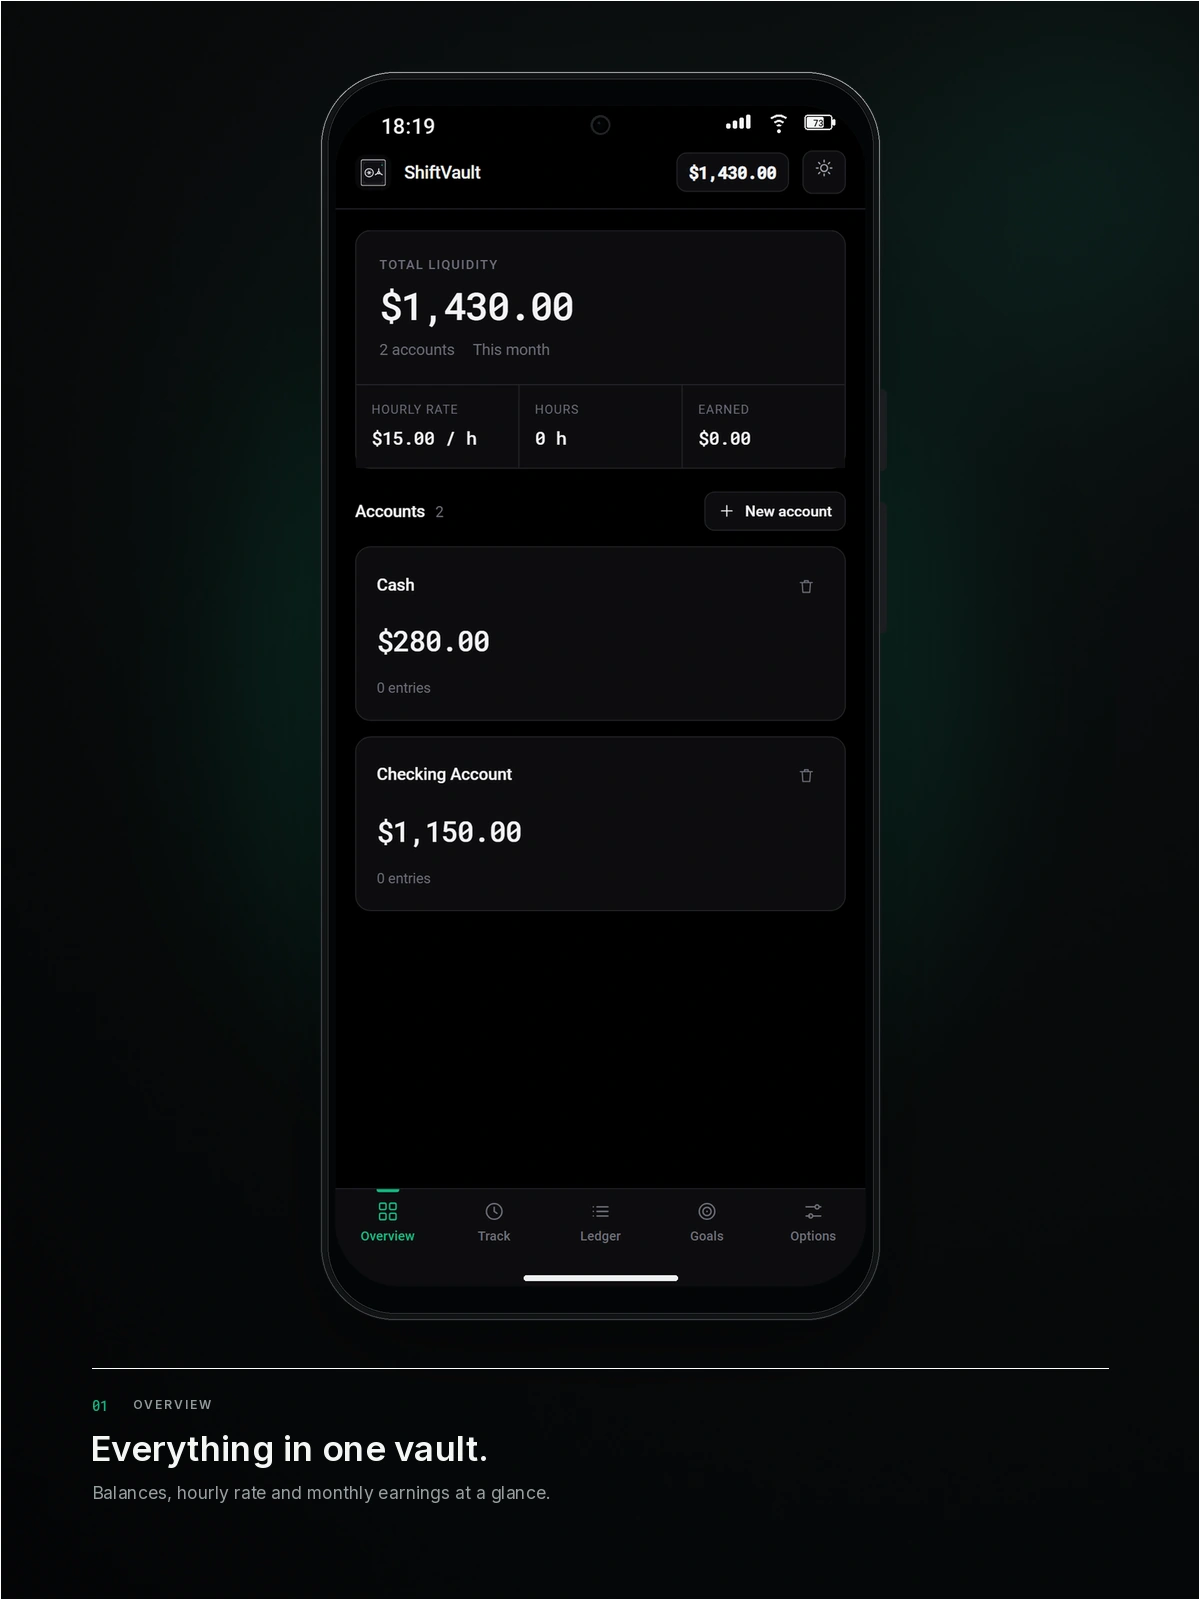 18:19
73
ShiftVault
$1,430.00
TOTAL LIQUIDITY
$1,430.00
2 accounts This month
HOURLY RATE HOURS EARNED
$15.00 / h 0 h $0.00
Accounts 2 + New account
Cash
$280.00
0 entries
Checking Account
$1,150.00
0 entries
Overview Track Ledger Goals Options
01 OVERVIEW
Everything in one vault.
Balances, hourly rate and monthly earnings at a glance.